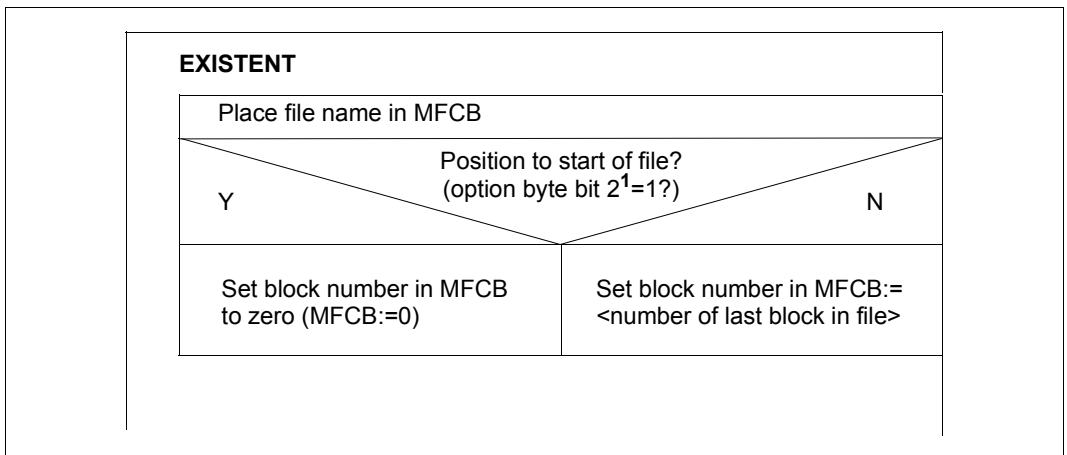 EXISTENT
Place file name in MFCB
Position to start of file?
(option byte bit 2¹=1?)
Y
N
Set block number in MFCB
to zero (MFCB:=0)
Set block number in MFCB:=
<number of last block in file>